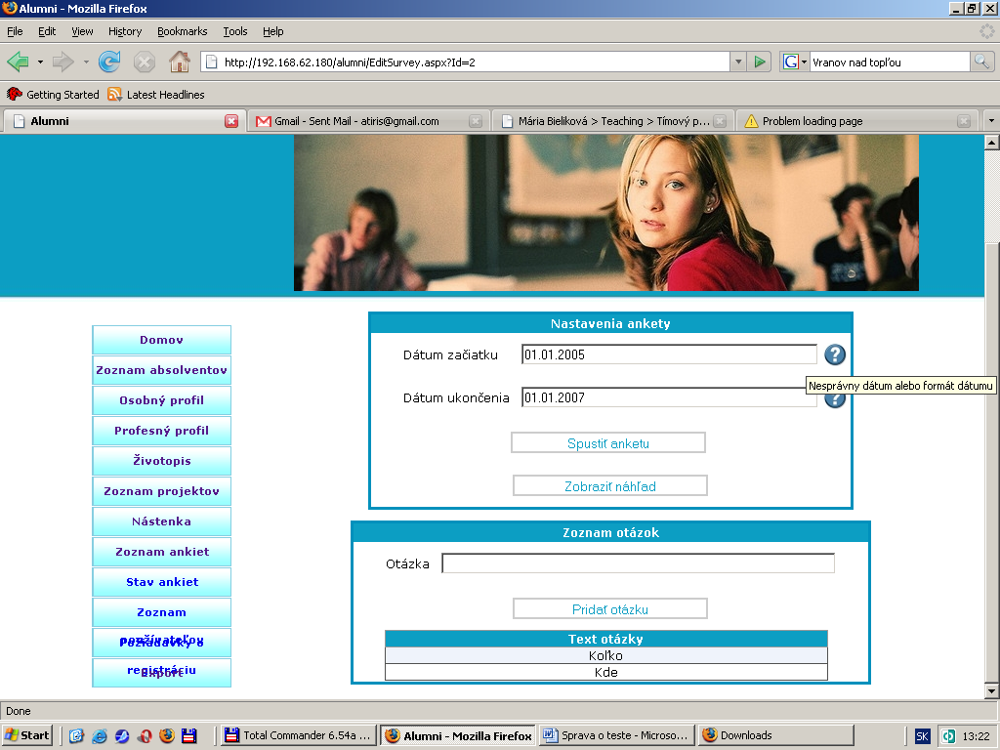 Alumni - Mozilla Firefox
File Edit View History Bookmarks Tools Help
http://192.168.62.180/alumni/EditSurvey.aspx?Id=2
G
Vranov nad topľou
Getting Started Latest Headlines
Alumni
Gmail - Sent Mail - atiris@gmail.com
Mária Bieliková > Teaching > Tímový p...
Problem loading page
Domov
Zoznam absolventov
Osobný profil
Profesný profil
Životopis
Zoznam projektov
Nástenka
Zoznam ankiet
Stav ankiet
Zoznam
používateľov
Požiadavky o
registráciu
Export
Nastavenia ankety
Dátum začiatku 01.01.2005 ?
Nesprávny dátum alebo formát dátumu
Dátum ukončenia 01.01.2007 ?
Spustiť anketu
Zobraziť náhľad
Zoznam otázok
Otázka
Pridať otázku
Text otázky
Koľko
Kde
Done
Start
Total Commander 6.54a ...
Alumni - Mozilla Firefox
Sprava o teste - Microso...
Downloads
SK
13:22